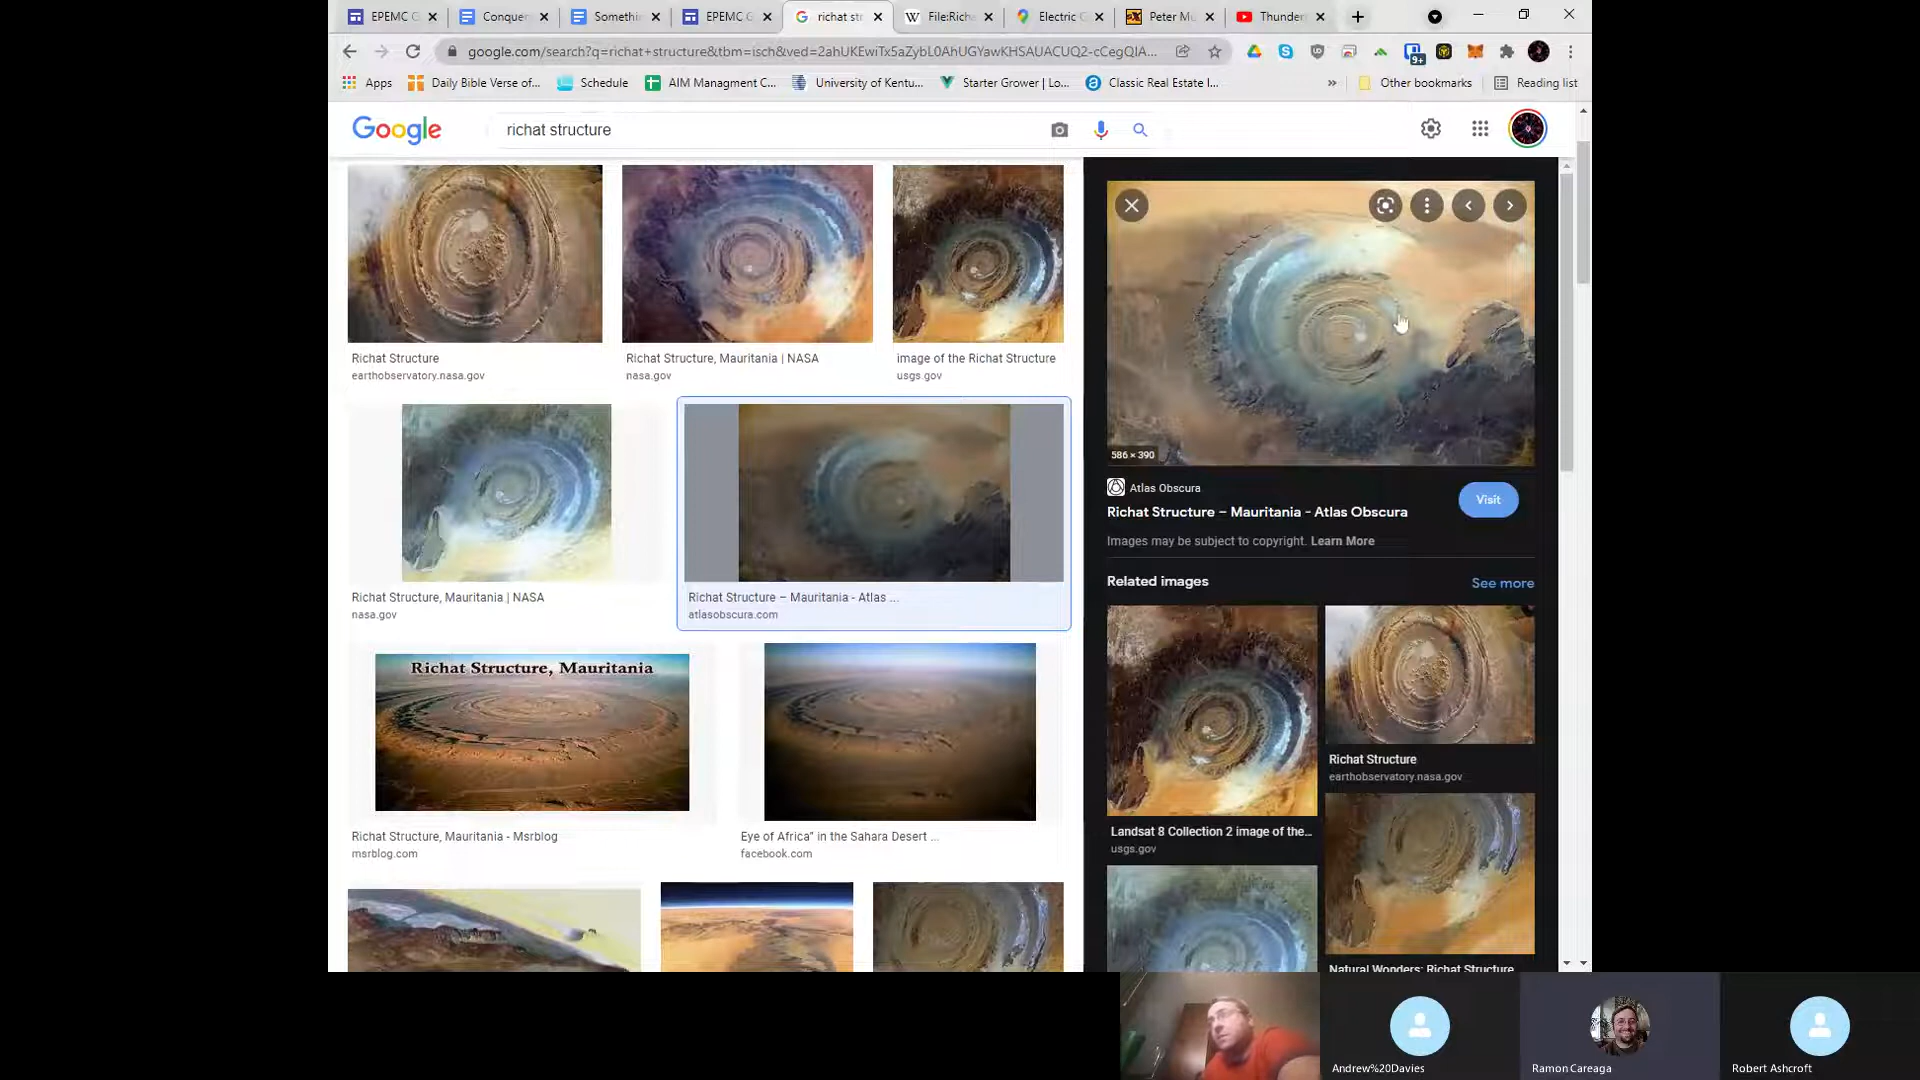 EPEMC G
Conquer
Somethi
EPEMC G
richat str
File:Richa
Electric C
Peter Mu
Thunder
google.com/search?q=richat+structure&tbm=isch&ved=2ahUKEwiTx5aZybL0AhUGYawKHSAUACUQ2-cCegQIA...
9+
Apps
Daily Bible Verse of...
Schedule
AIM Managment C...
University of Kentu...
Starter Grower | Lo...
Classic Real Estate I...
»
Other bookmarks
Reading list
Google
richat structure
Richat Structure
earthobservatory.nasa.gov
Richat Structure, Mauritania | NASA
nasa.gov
image of the Richat Structure
usgs.gov
Richat Structure, Mauritania | NASA
nasa.gov
Richat Structure – Mauritania - Atlas ...
atlasobscura.com
Richat Structure, Mauritania
Richat Structure, Mauritania - Msrblog
msrblog.com
Eye of Africa” in the Sahara Desert ...
facebook.com
586 × 390
Atlas Obscura
Visit
Richat Structure – Mauritania - Atlas Obscura
Images may be subject to copyright. Learn More
Related images
See more
Richat Structure
earthobservatory.nasa.gov
Landsat 8 Collection 2 image of the...
usgs.gov
Natural Wonders: Richat Structure
Andrew%20Davies
Ramon Careaga
Robert Ashcroft